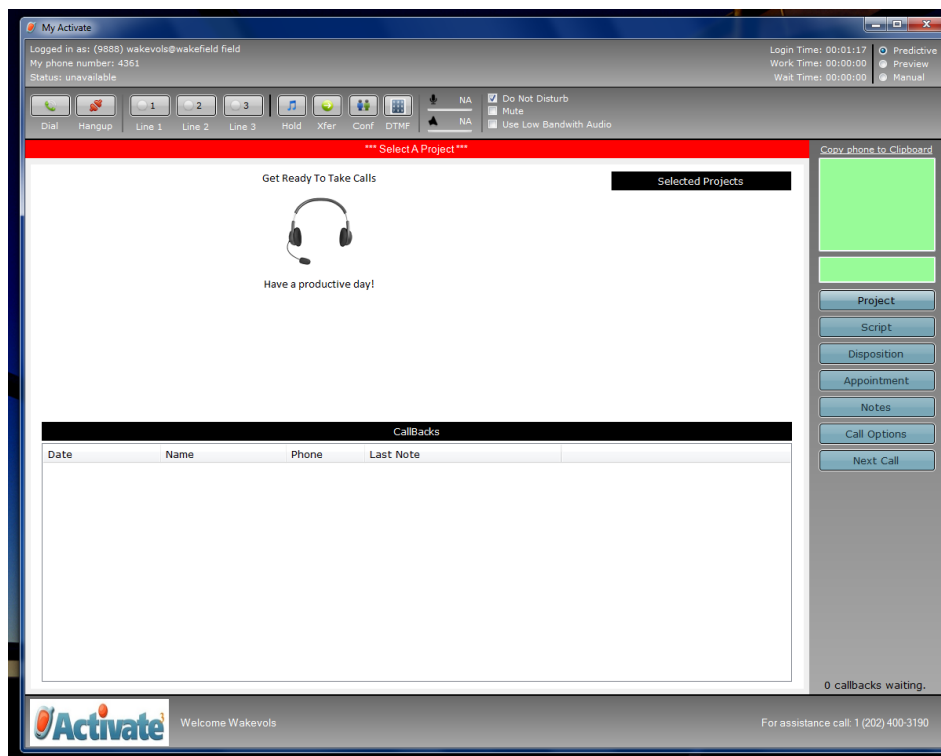 My Activate
Logged in as: (9888) wakevols@wakefield field
My phone number: 4361
Status: unavailable
Login Time: 00:01:17
Work Time: 00:00:00
Wait Time: 00:00:00
Predictive
Preview
Manual
1
2
3
Dial
Hangup
Line 1
Line 2
Line 3
Hold
Xfer
Conf
DTMF
NA
NA
Do Not Disturb
Mute
Use Low Bandwith Audio
*** Select A Project ***
Copy phone to Clipboard
Get Ready To Take Calls
Selected Projects
Have a productive day!
Project
Script
Disposition
Appointment
Notes
Call Options
Next Call
CallBacks
Date Name Phone Last Note
0 callbacks waiting.
Activate3
Welcome Wakevols
For assistance call: 1 (202) 400-3190